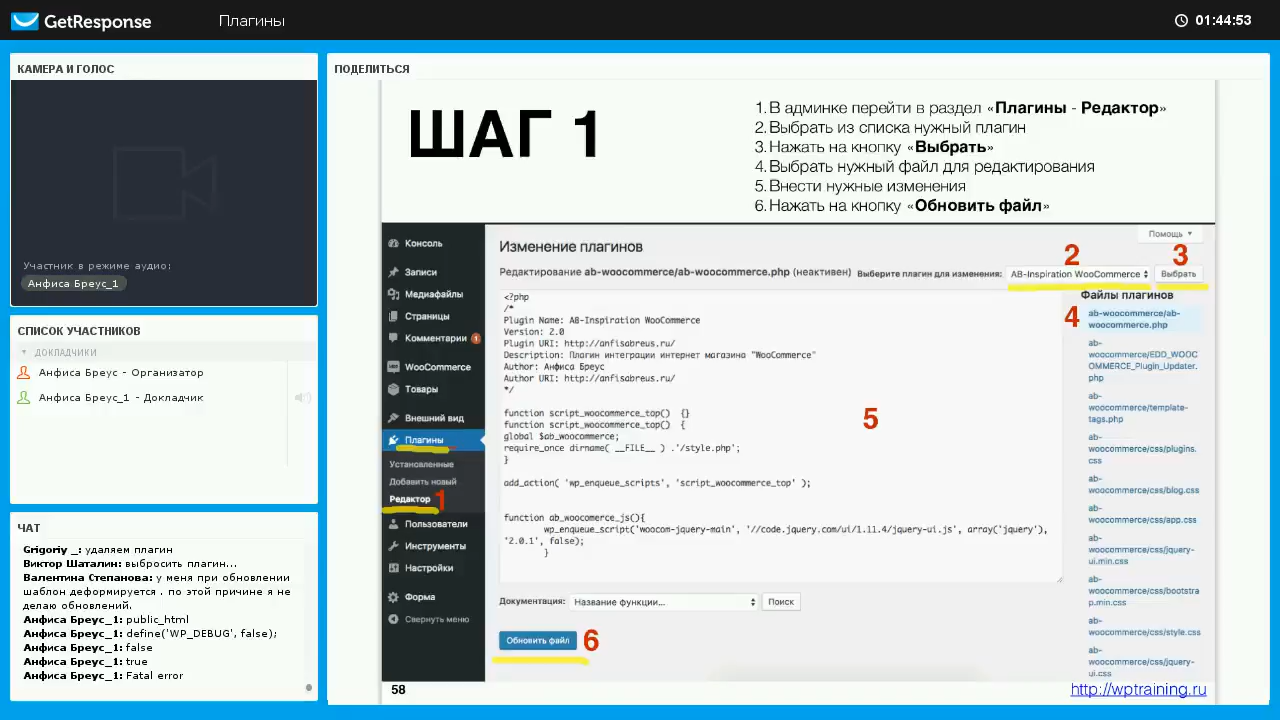 GetResponse
Плагины
01:44:53
КАМЕРА И ГОЛОС
Участник в режиме аудио:
Анфиса Бреус_1
СПИСОК УЧАСТНИКОВ
ДОКЛАДЧИКИ
Анфиса Бреус - Организатор
Анфиса Бреус_1 - Докладчик
ЧАТ
Grigoriy _: удаляем плагин
Виктор Шаталин: выбросить плагин...
Валентина Степанова: у меня при обновлении
шаблон деформируется . по этой причине я не
делаю обновлений.
Анфиса Бреус_1: public_html
Анфиса Бреус_1: define('WP_DEBUG', false);
Анфиса Бреус_1: false
Анфиса Бреус_1: true
Анфиса Бреус_1: Fatal error
ПОДЕЛИТЬСЯ
ШАГ 1
1. В админке перейти в раздел «Плагины - Редактор»
2. Выбрать из списка нужный плагин
3. Нажать на кнопку «Выбрать»
4. Выбрать нужный файл для редактирования
5. Внести нужные изменения
6. Нажать на кнопку «Обновить файл»
Консоль
Записи
Медиафайлы
Страницы
Комментарии 1
WooCommerce
Товары
Внешний вид
Плагины
Установленные
Добавить новый
Редактор 1
Пользователи
Инструменты
Настройки
Форма
Свернуть меню
Помощь
Изменение плагинов
2
3
Редактирование ab-woocommerce/ab-woocommerce.php (неактивен)
Выберите плагин для изменения: AB-Inspiration WooCommerce Выбрать
<?php
/*
Plugin Name: AB-Inspiration WooCommerce
Version: 2.0
Plugin URI: http://anfisabreus.ru/
Description: Плагин интеграции интернет магазина "WooCommerce"
Author: Анфиса Бреус
Author URI: http://anfisabreus.ru/
*/
function script_woocommerce_top() {}
function script_woocommerce_top() {
global $ab_woocommerce;
require_once dirname( __FILE__ ) .'/style.php';
}
add_action( 'wp_enqueue_scripts', 'script_woocommerce_top' );
function ab_woocomerce_js(){
wp_enqueue_script('woocom-jquery-main', '//code.jquery.com/ui/1.11.4/jquery-ui.js', array('jquery'),
'2.0.1', false);
}
5
Файлы плагинов
4
ab-woocommerce/ab-
woocommerce.php
ab-
woocommerce/EDD_WOOC
OMMERCE_Plugin_Updater.
php
ab-
woocommerce/template-
tags.php
ab-
woocommerce/css/plugins.
css
ab-
woocommerce/css/blog.css
ab-
woocommerce/css/app.css
ab-
woocommerce/css/jquery-
ui.min.css
ab-
woocommerce/css/bootstra
p.min.css
ab-
woocommerce/css/style.css
ab-
woocommerce/css/jquery-
ui.css
Документация: Название функции... Поиск
Обновить файл 6
58
http://wptraining.ru